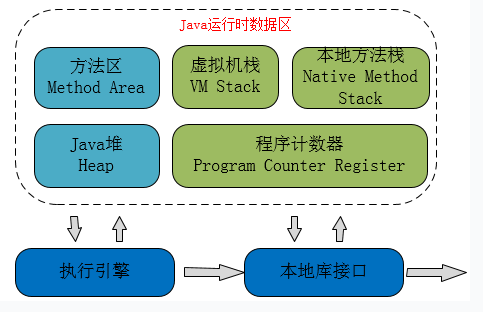 Java运行时数据区
方法区
Method Area
虚拟机栈
VM Stack
本地方法栈
Native Method
Stack
Java堆
Heap
程序计数器
Program Counter Register
执行引擎
本地库接口